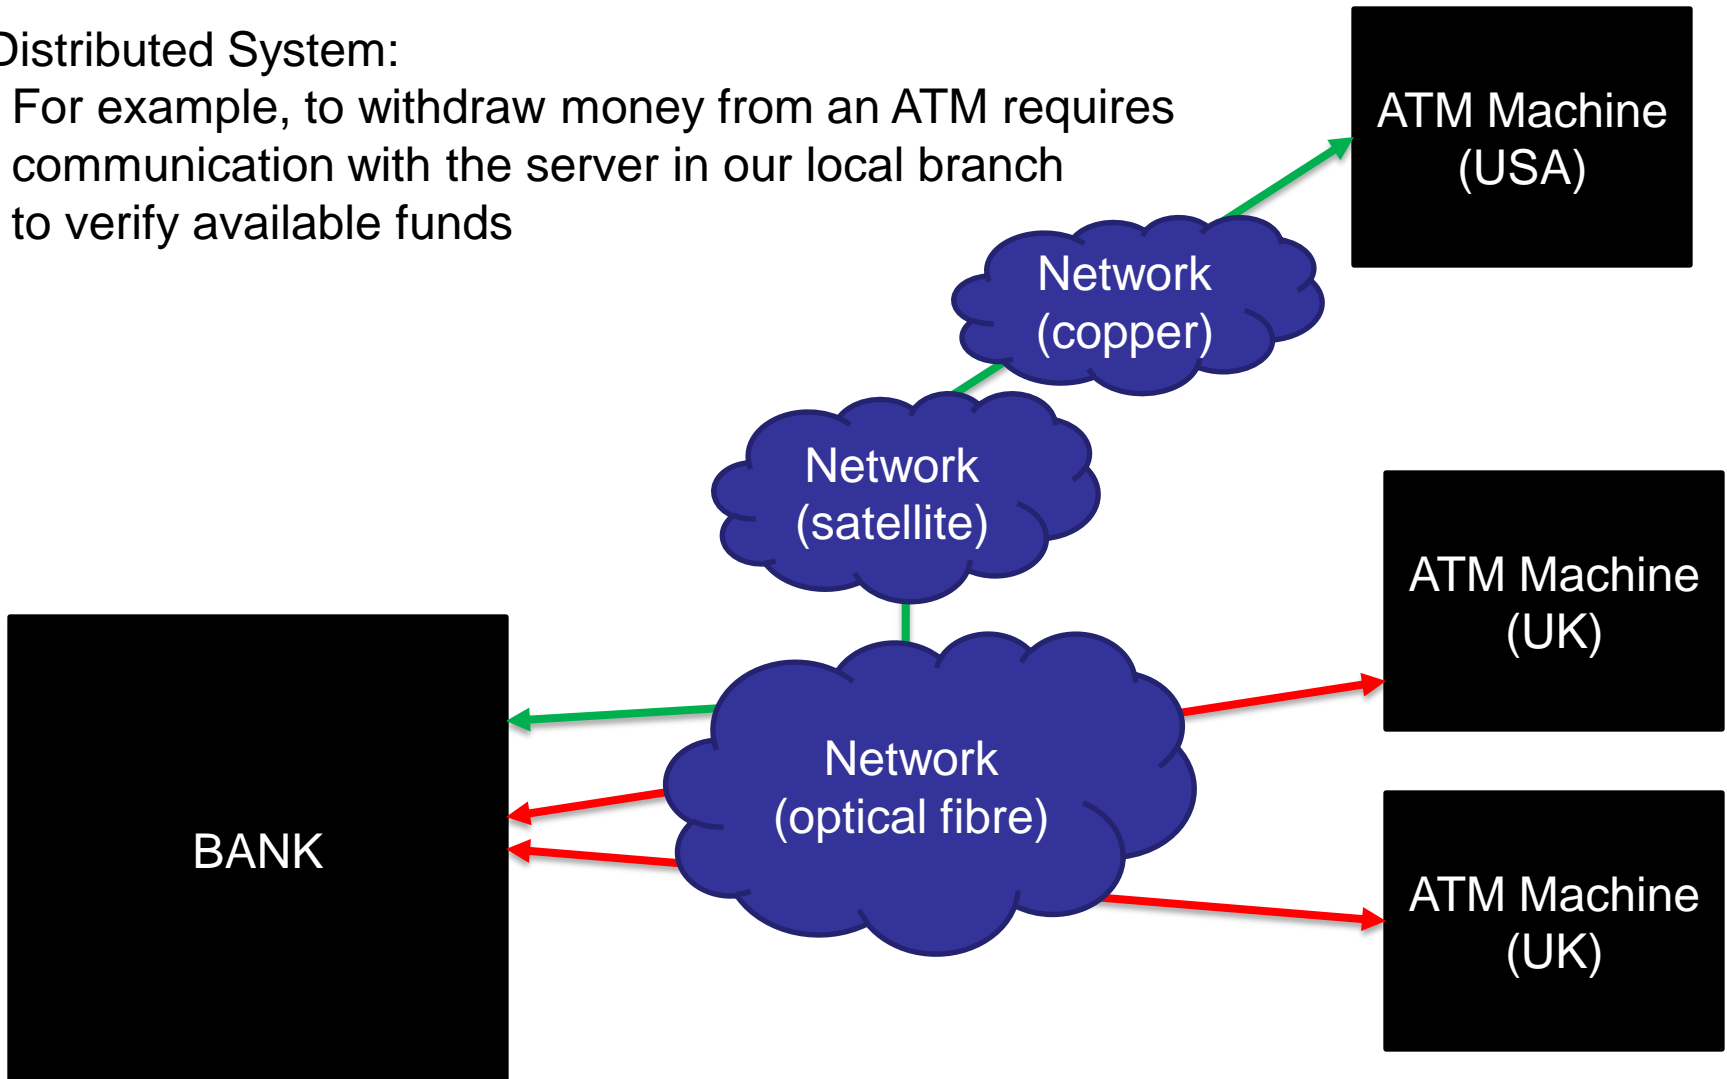 Distributed System:
For example, to withdraw money from an ATM requires
communication with the server in our local branch
to verify available funds
ATM Machine
(USA)
Network
(copper)
Network
(satellite)
ATM Machine
(UK)
Network
(optical fibre)
BANK
ATM Machine
(UK)